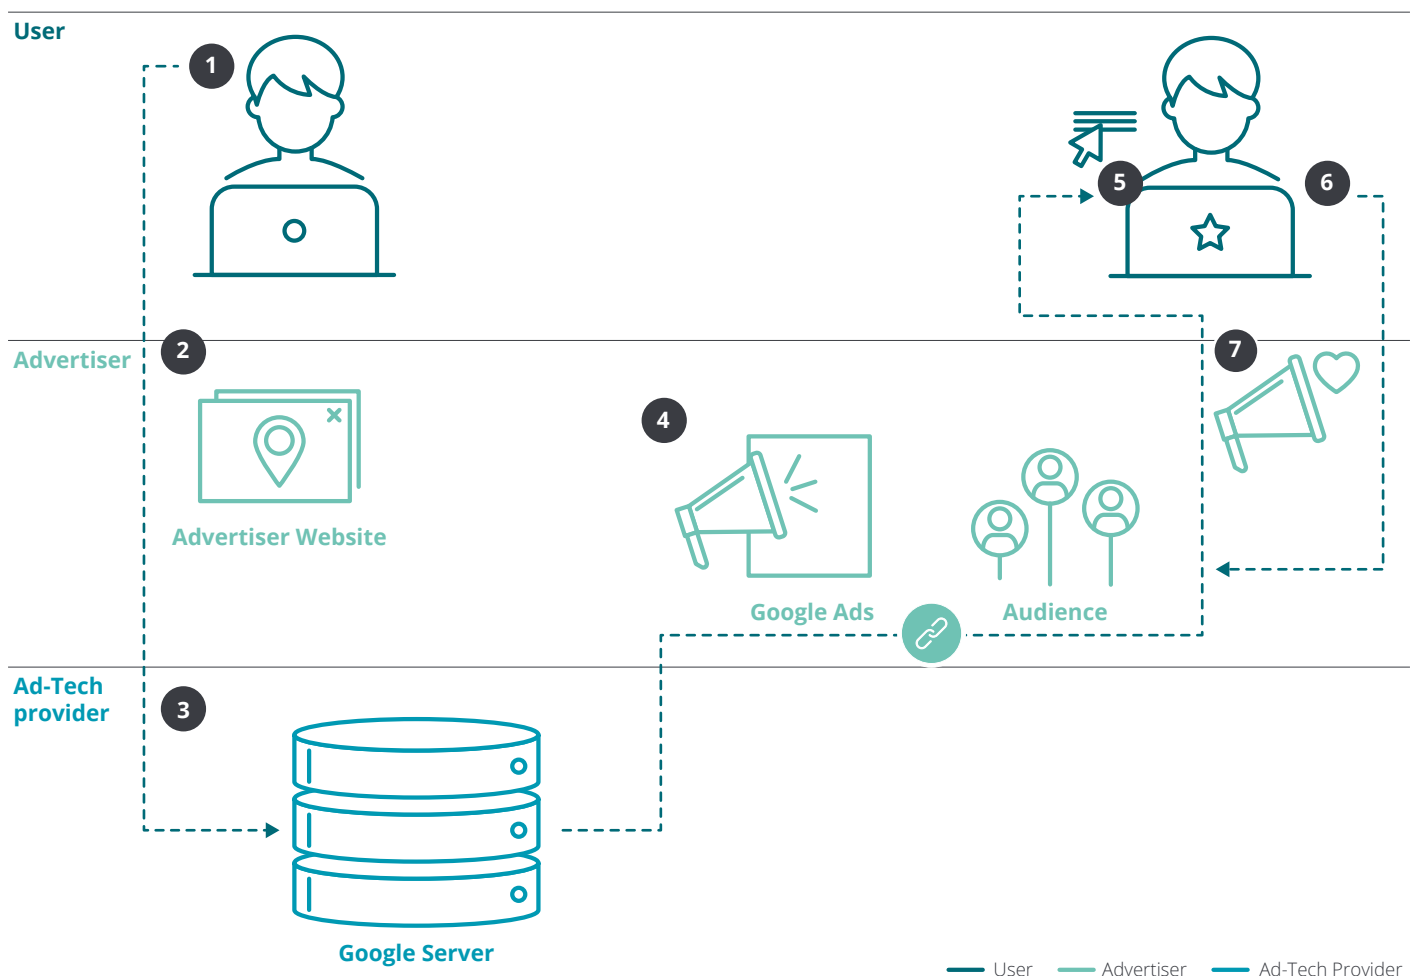 User
1
5
6
Advertiser
2
7
4
Advertiser Website
Google Ads
Audience
Ad-Tech
provider
3
Google Server
User
Advertiser
Ad-Tech Provider